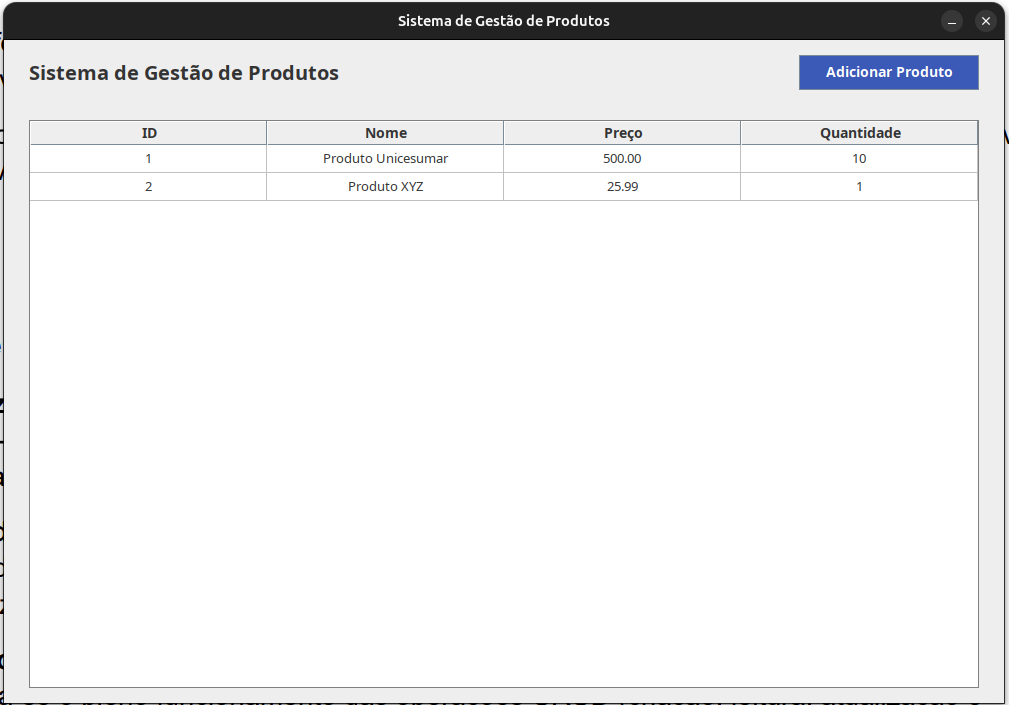 Sistema de Gestão de Produtos
Sistema de Gestão de Produtos
Adicionar Produto
ID Nome Preço Quantidade
1 Produto Unicesumar 500.00 10
2 Produto XYZ 25.99 1